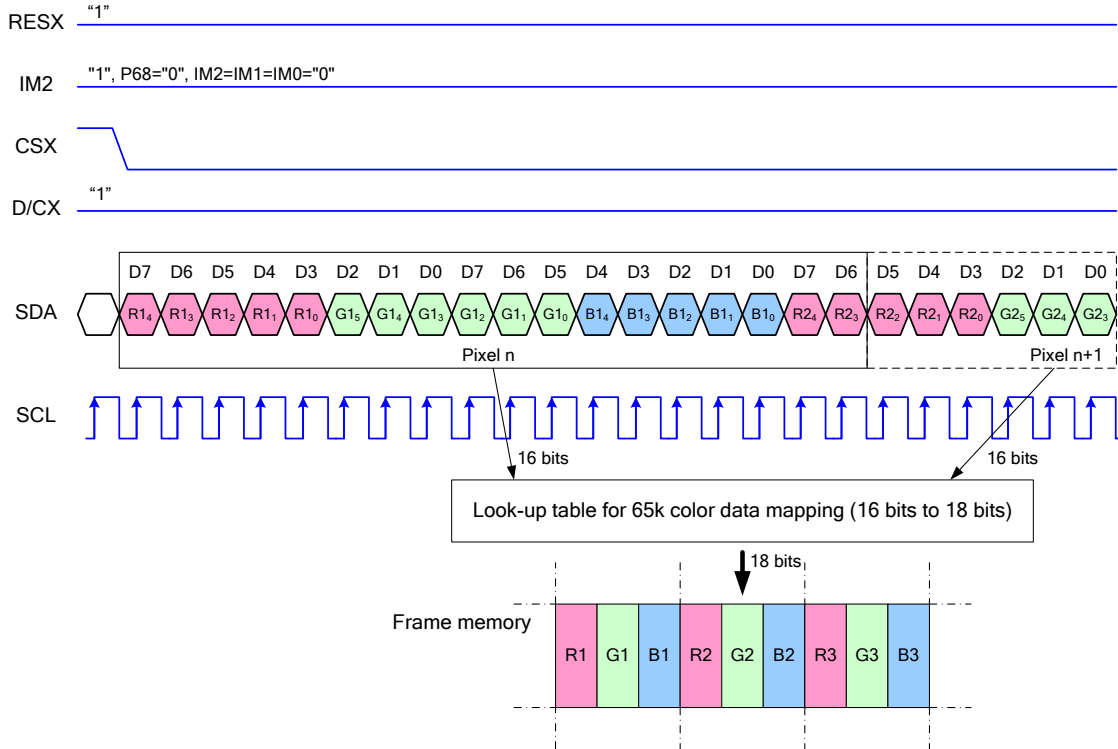 RESX “1”
IM2 "1", P68="0", IM2=IM1=IM0="0"
CSX
D/CX “1”
D7 D6 D5 D4 D3 D2 D1 D0 D7 D6 D5 D4 D3 D2 D1 D0 D7 D6 D5 D4 D3 D2 D1 D0
SDA R1₄ R1₃ R1₂ R1₁ R1₀ G1₅ G1₄ G1₃ G1₂ G1₁ G1₀ B1₄ B1₃ B1₂ B1₁ B1₀ R2₄ R2₃ R2₂ R2₁ R2₀ G2₅ G2₄ G2₃
Pixel n Pixel n+1
SCL
16 bits 16 bits
Look-up table for 65k color data mapping (16 bits to 18 bits)
18 bits
Frame memory
R1 G1 B1 R2 G2 B2 R3 G3 B3